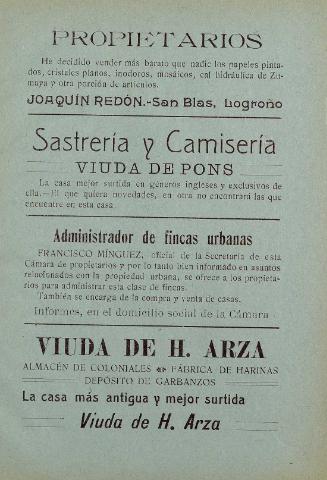 PROPIETARIOS
He decidido vender más barato que nadie los papeles pinta-
dos, cristales planos, inodoros, mosáicos, cal hidráulica de Zu-
maya y otra porción de artículos.
JOAQUÍN REDÓN.-San Blas, Logroño
Sastrería y Camisería
VIUDA DE PONS
La casa mejor surtida en géneros ingleses y exclusivos de
ella.—El que quiera novedades, en otra no encontrará las que
encuentre en esta casa
Administrador de fincas urbanas
FRANCISCO MÍNGUEZ, oficial de la Secretaría de esta
Cámara de propietarios y por lo tanto bien informado en asuntos
relacionados con la propiedad urbana, se ofrece a los propieta-
rios para administrar esta clase de fincas.
También se encarga de la compra y venta de casas.
Informes, en el domicilio social de la Cámara
VIUDA DE H. ARZA
ALMACÉN DE COLONIALES FÁBRICA DE HARINAS
DEPÓSITO DE GARBANZOS
La casa más antigua y mejor surtida
Viuda de H. Arza